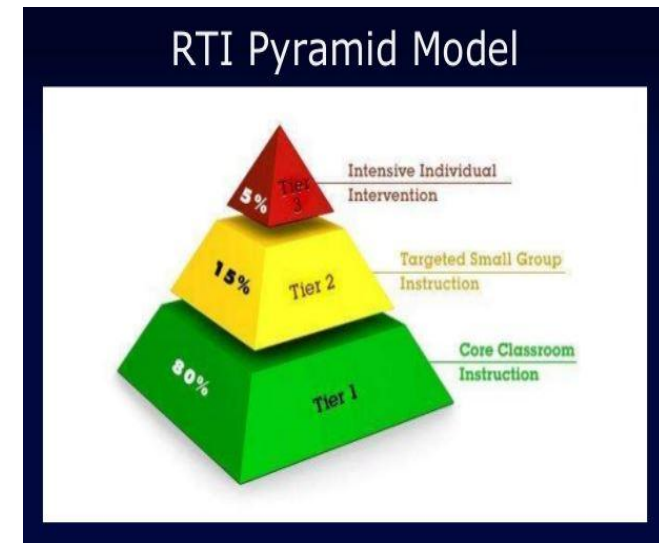 RTI Pyramid Model
5%
Tier
3
Intensive Individual
Intervention
15%
Tier 2
Targeted Small Group
Instruction
80%
Tier 1
Core Classroom
Instruction